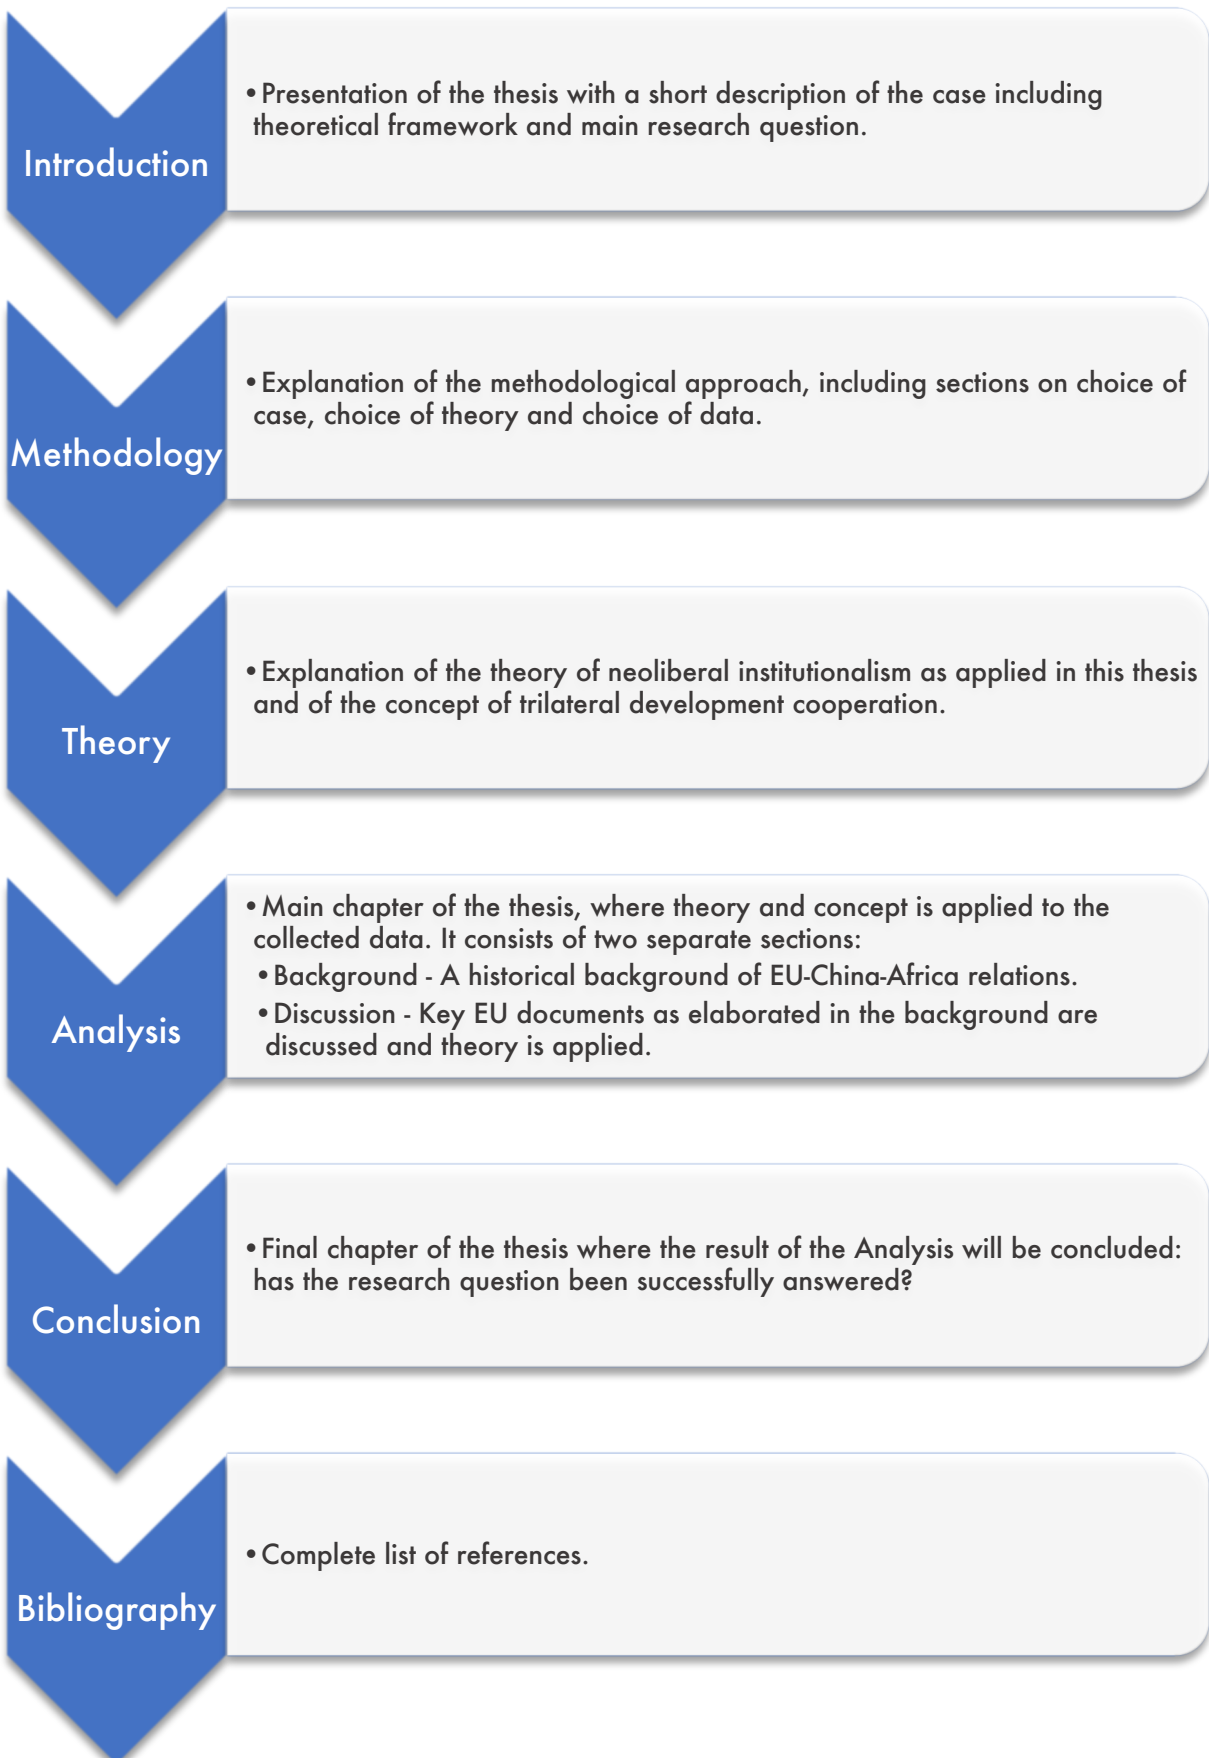 Introduction
•Presentation of the thesis with a short description of the case including
theoretical framework and main research question.
Methodology
•Explanation of the methodological approach, including sections on choice of
case, choice of theory and choice of data.
Theory
•Explanation of the theory of neoliberal institutionalism as applied in this thesis
and of the concept of trilateral development cooperation.
Analysis
•Main chapter of the thesis, where theory and concept is applied to the
collected data. It consists of two separate sections:
•Background - A historical background of EU-China-Africa relations.
•Discussion - Key EU documents as elaborated in the background are
discussed and theory is applied.
Conclusion
•Final chapter of the thesis where the result of the Analysis will be concluded:
has the research question been successfully answered?
Bibliography
•Complete list of references.